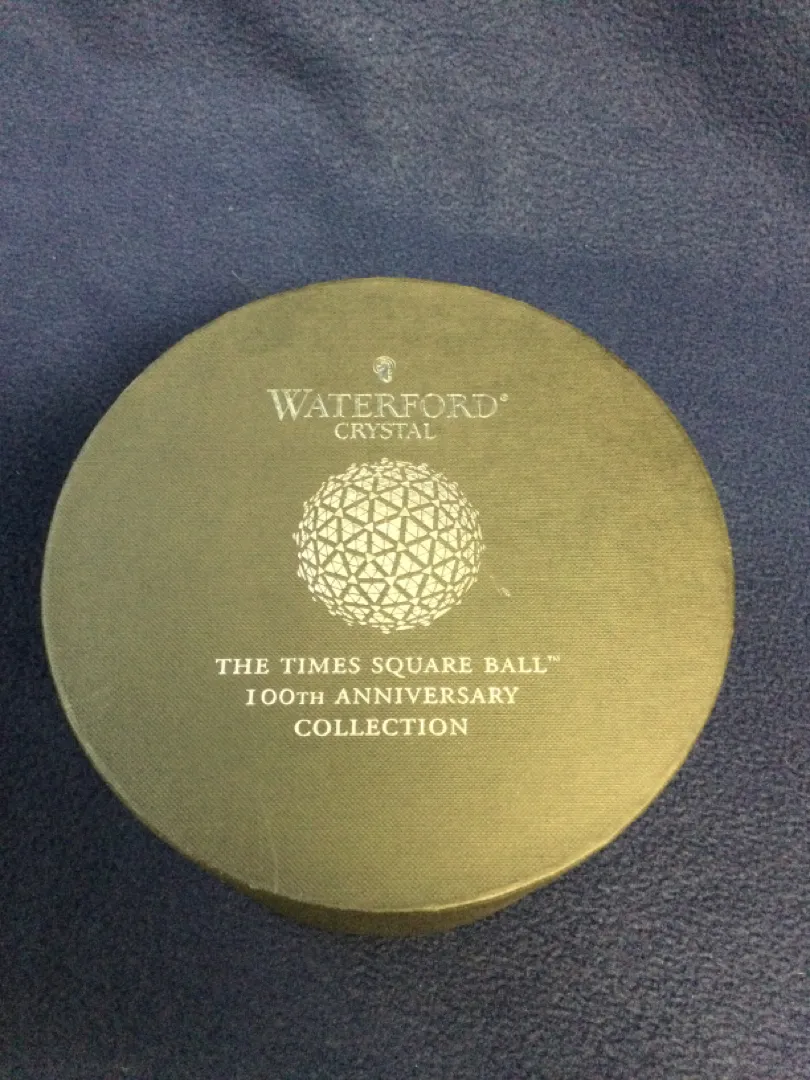 WATERFORD®
CRYSTAL
THE TIMES SQUARE BALL™
100TH ANNIVERSARY
COLLECTION